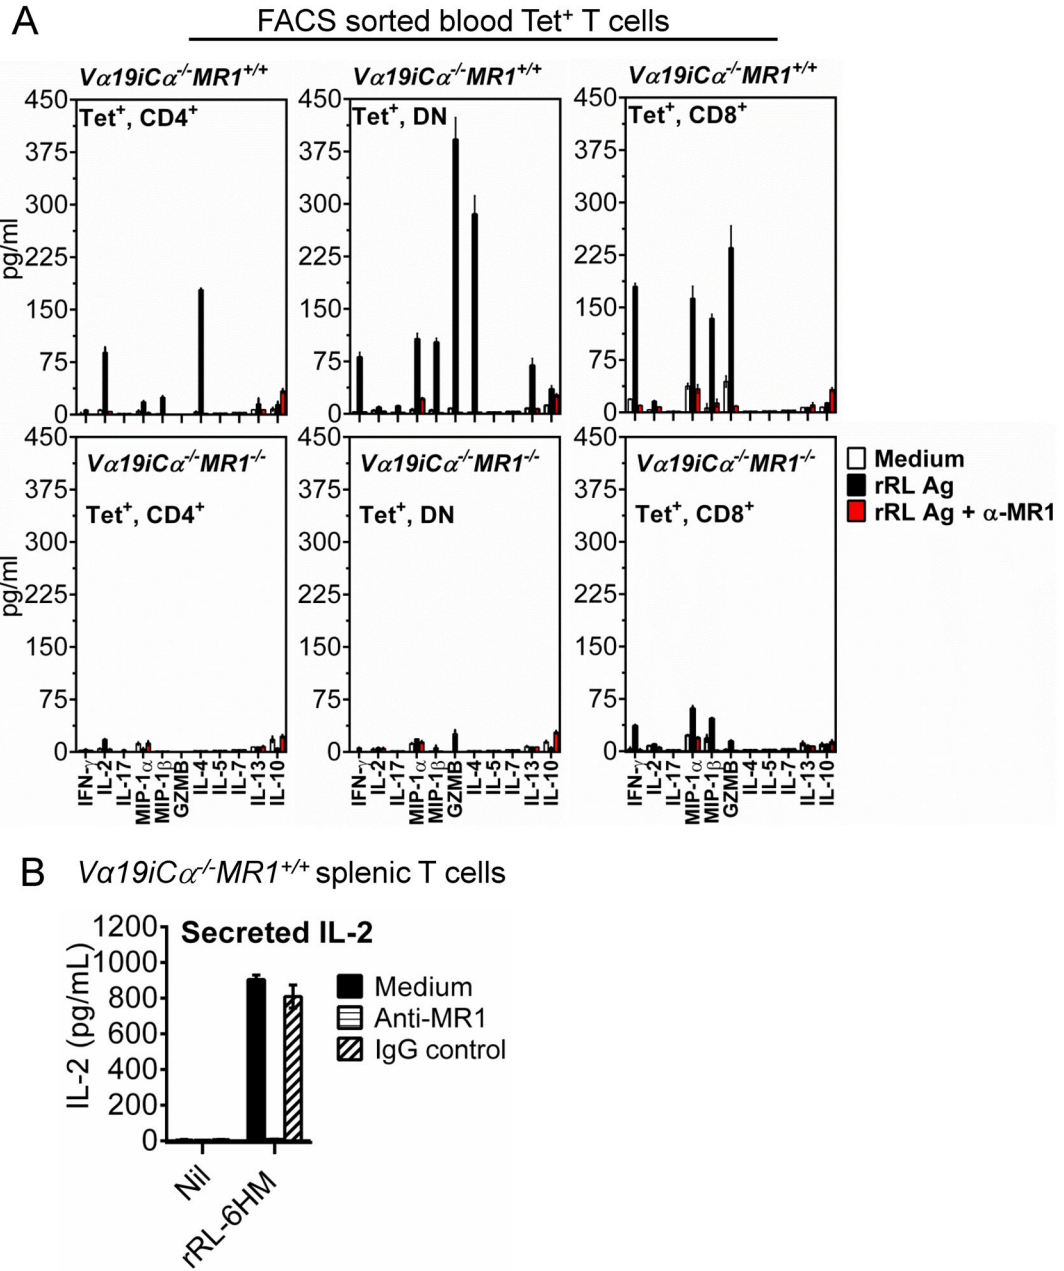 A
FACS sorted blood Tet⁺ T cells
Vα19iCα⁻/⁻MR1⁺/⁺
Vα19iCα⁻/⁻MR1⁺/⁺
Vα19iCα⁻/⁻MR1⁺/⁺
Tet⁺, CD4⁺
Tet⁺, DN
Tet⁺, CD8⁺
pg/ml
450
375
300
225
150
75
0
450
375
300
225
150
75
0
450
375
300
225
150
75
0
Vα19iCα⁻/⁻MR1⁻/⁻
Vα19iCα⁻/⁻MR1⁻/⁻
Vα19iCα⁻/⁻MR1⁻/⁻
Tet⁺, CD4⁺
Tet⁺, DN
Tet⁺, CD8⁺
pg/ml
450
375
300
225
150
75
0
450
375
300
225
150
75
0
450
375
300
225
150
75
0
IFN-γ
IL-2
IL-17
MIP-1α
MIP-1β
GZMB
IL-4
IL-5
IL-7
IL-13
IL-10
IFN-γ
IL-2
IL-17
MIP-1α
MIP-1β
GZMB
IL-4
IL-5
IL-7
IL-13
IL-10
IFN-γ
IL-2
IL-17
MIP-1α
MIP-1β
GZMB
IL-4
IL-5
IL-7
IL-13
IL-10
Medium
rRL Ag
rRL Ag + α-MR1
B
Vα19iCα⁻/⁻MR1⁺/⁺ splenic T cells
Secreted IL-2
IL-2 (pg/mL)
1200
1000
800
600
400
200
0
Nil
rRL-6HM
Medium
Anti-MR1
IgG control